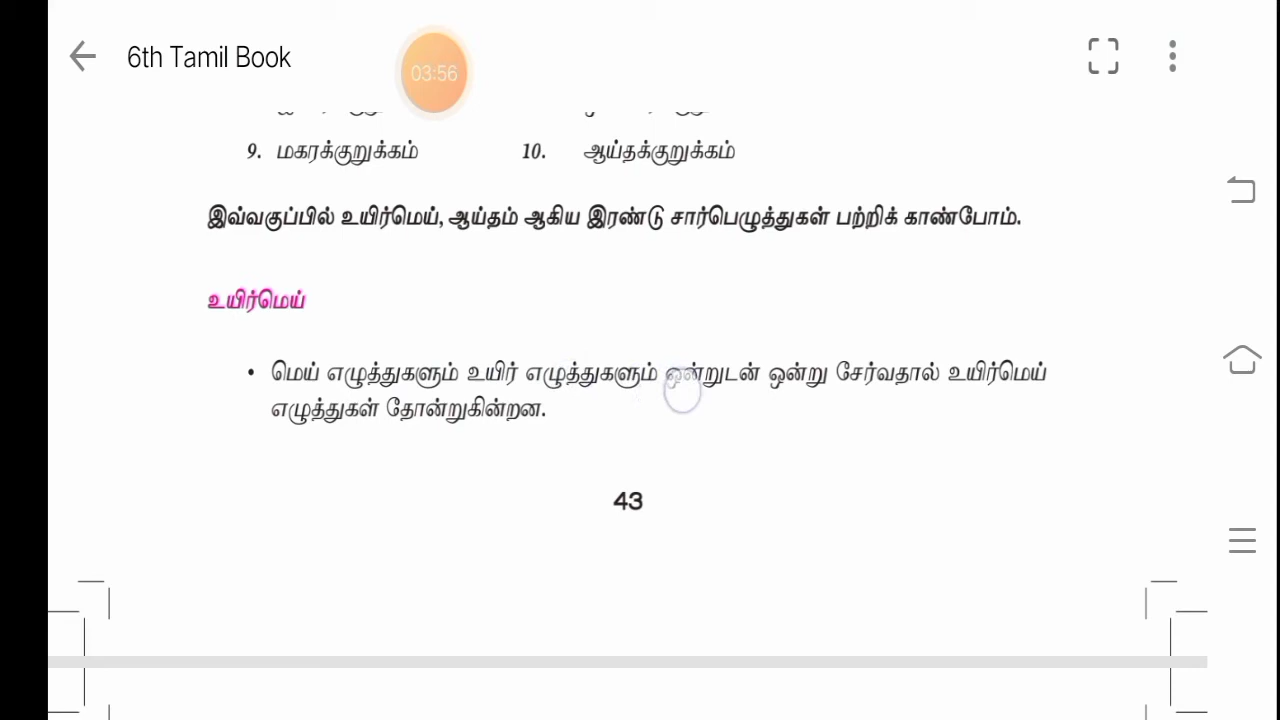 6th Tamil Book
03:56
9. மகரக்குறுக்கம் 10. ஆய்தக்குறுக்கம்
இவ்வகுப்பில் உயிர்மெய், ஆய்தம் ஆகிய இரண்டு சார்பெழுத்துகள் பற்றிக் காண்போம்.
உயிர்மெய்
• மெய் எழுத்துகளும் உயிர் எழுத்துகளும் ஒன்றுடன் ஒன்று சேர்வதால் உயிர்மெய்
எழுத்துகள் தோன்றுகின்றன.
43